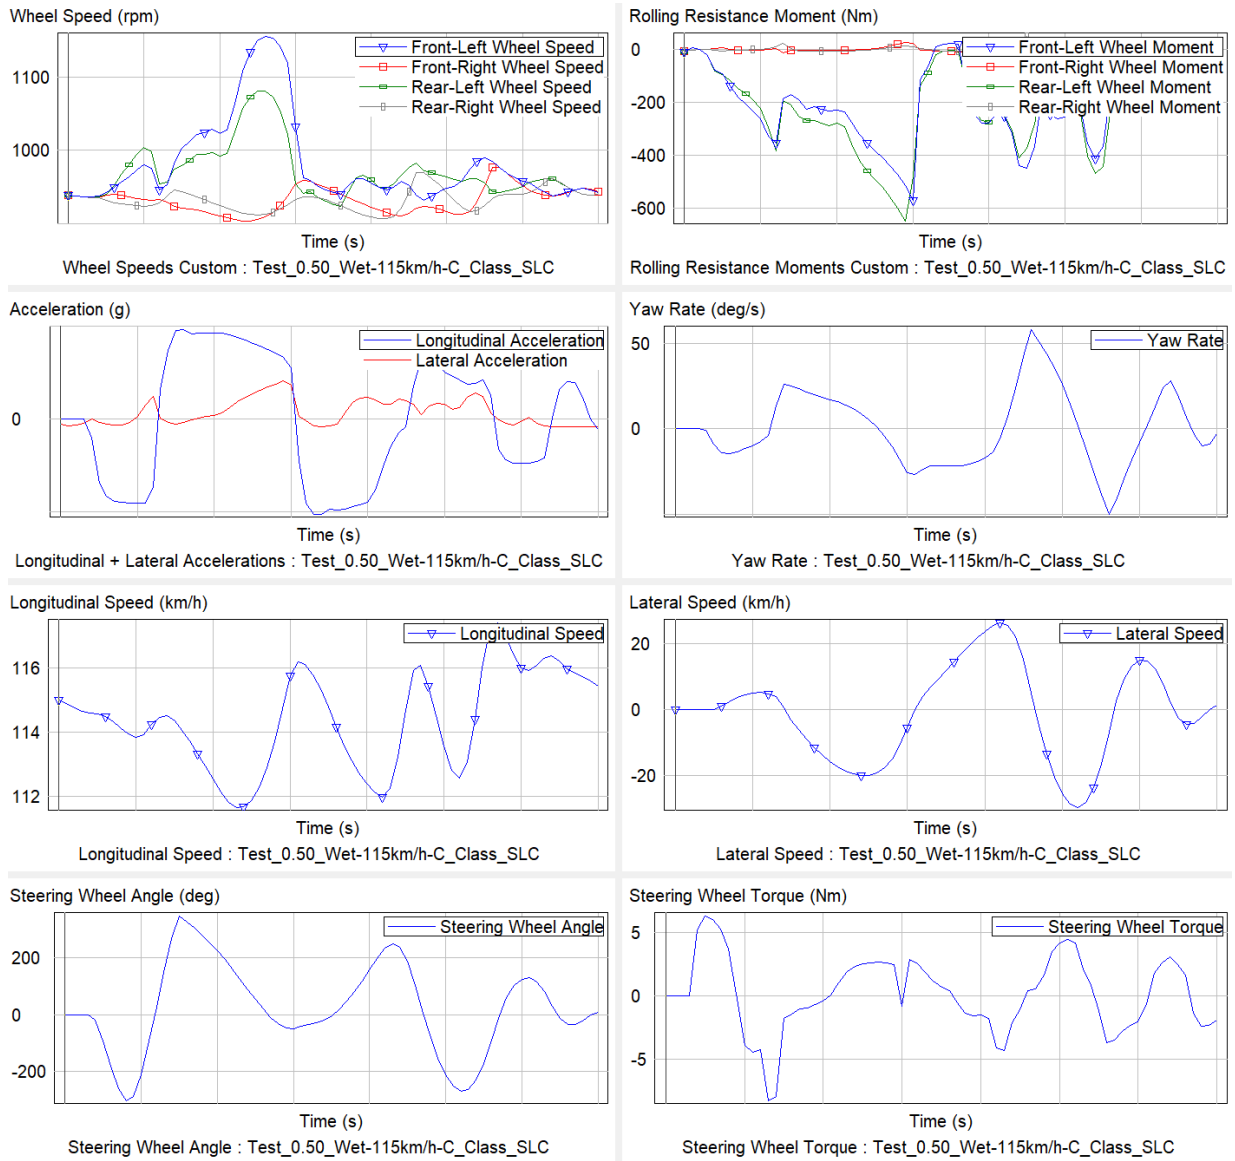 Wheel Speed (rpm)
Front-Left Wheel Speed
Front-Right Wheel Speed
Rear-Left Wheel Speed
Rear-Right Wheel Speed
1100
1000
Time (s)
Wheel Speeds Custom : Test_0.50_Wet-115km/h-C_Class_SLC
Rolling Resistance Moment (Nm)
Front-Left Wheel Moment
Front-Right Wheel Moment
Rear-Left Wheel Moment
Rear-Right Wheel Moment
0
-200
-400
-600
Time (s)
Rolling Resistance Moments Custom : Test_0.50_Wet-115km/h-C_Class_SLC
Acceleration (g)
Longitudinal Acceleration
Lateral Acceleration
0
Time (s)
Longitudinal + Lateral Accelerations : Test_0.50_Wet-115km/h-C_Class_SLC
Yaw Rate (deg/s)
Yaw Rate
50
0
Time (s)
Yaw Rate : Test_0.50_Wet-115km/h-C_Class_SLC
Longitudinal Speed (km/h)
Longitudinal Speed
116
114
112
Time (s)
Longitudinal Speed : Test_0.50_Wet-115km/h-C_Class_SLC
Lateral Speed (km/h)
Lateral Speed
20
0
-20
Time (s)
Lateral Speed : Test_0.50_Wet-115km/h-C_Class_SLC
Steering Wheel Angle (deg)
Steering Wheel Angle
200
0
-200
Time (s)
Steering Wheel Angle : Test_0.50_Wet-115km/h-C_Class_SLC
Steering Wheel Torque (Nm)
Steering Wheel Torque
5
0
-5
Time (s)
Steering Wheel Torque : Test_0.50_Wet-115km/h-C_Class_SLC